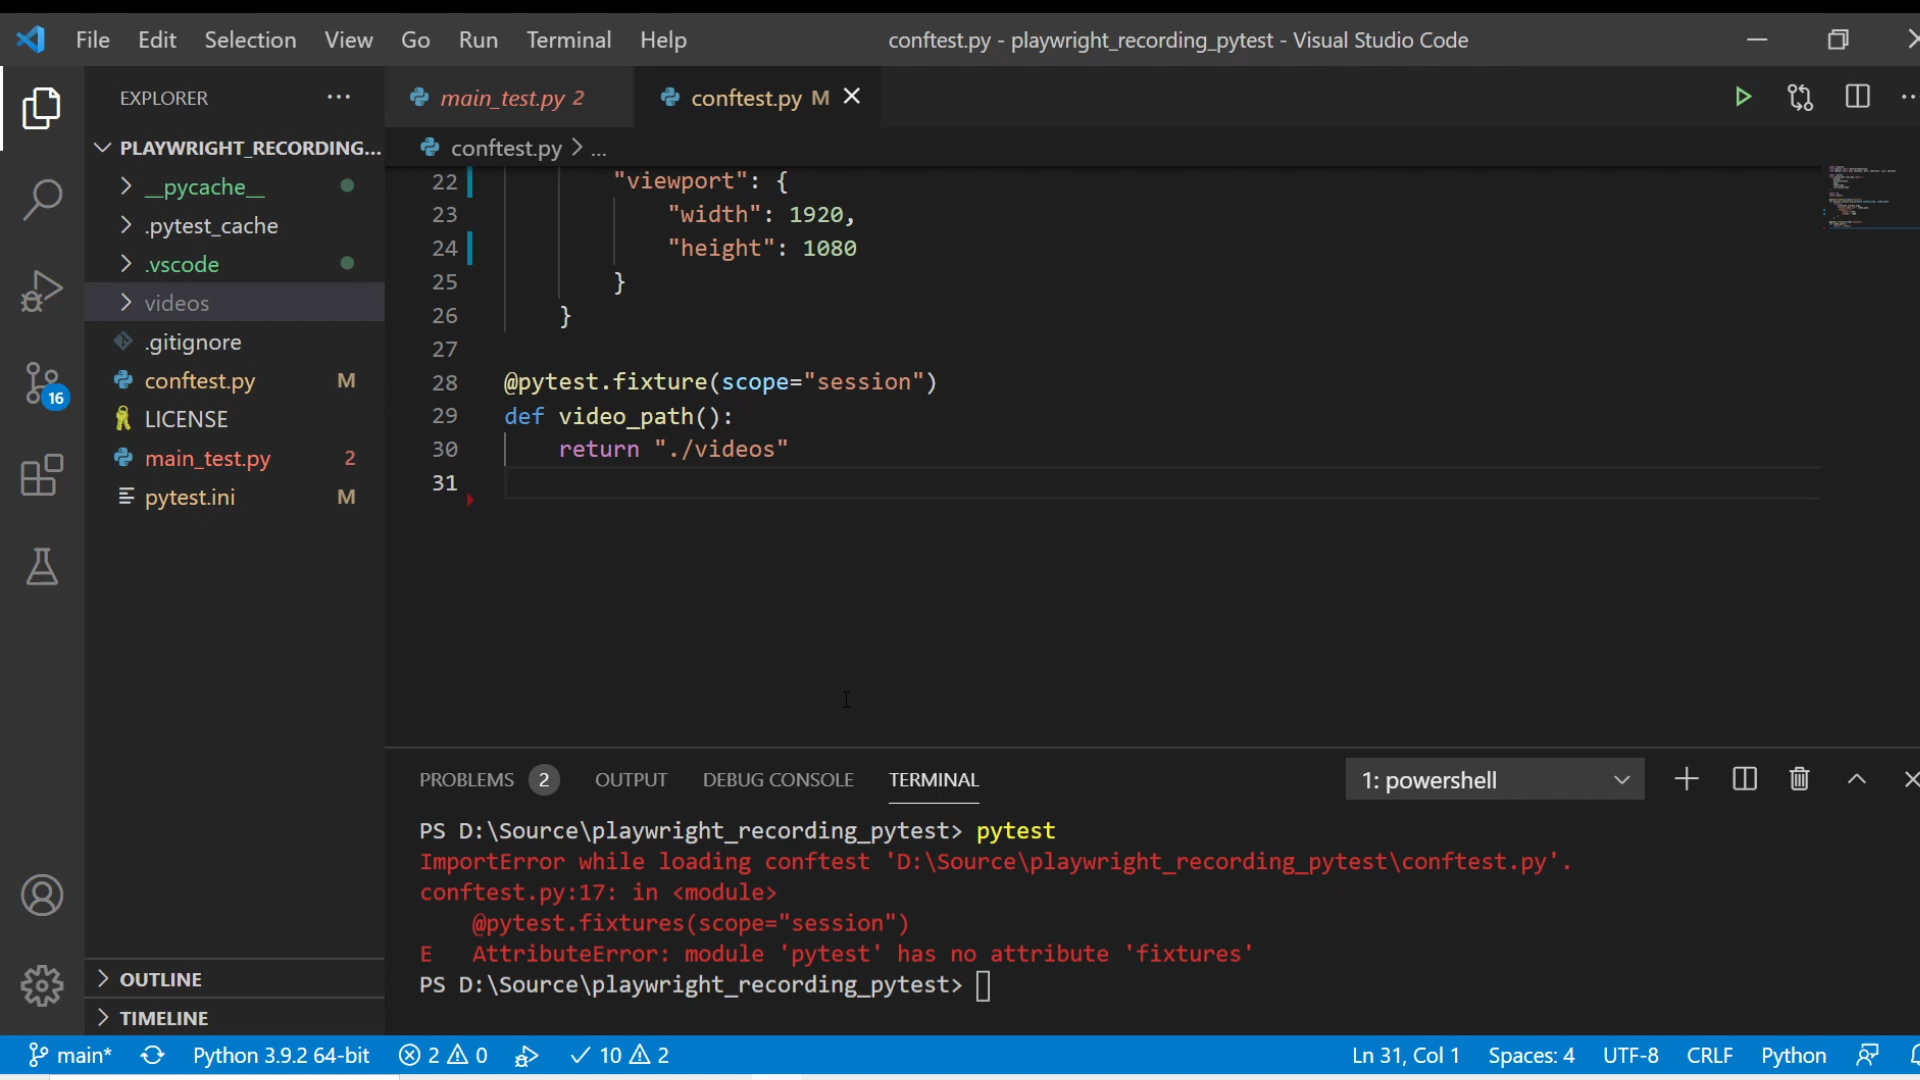 File Edit Selection View Go Run Terminal Help conftest.py - playwright_recording_pytest - Visual Studio Code
EXPLORER ...
main_test.py 2 conftest.py M
PLAYWRIGHT_RECORDING...
conftest.py > ...
__pycache__
.pytest_cache
.vscode
videos
.gitignore
conftest.py M
LICENSE
main_test.py 2
pytest.ini M
OUTLINE
TIMELINE
16
22 "viewport": {
23 "width": 1920,
24 "height": 1080
25 }
26 }
27
28 @pytest.fixture(scope="session")
29 def video_path():
30 return "./videos"
31
PROBLEMS 2 OUTPUT DEBUG CONSOLE TERMINAL 1: powershell
PS D:\Source\playwright_recording_pytest> pytest
ImportError while loading conftest 'D:\Source\playwright_recording_pytest\conftest.py'.
conftest.py:17: in <module>
@pytest.fixtures(scope="session")
E AttributeError: module 'pytest' has no attribute 'fixtures'
PS D:\Source\playwright_recording_pytest>
main* Python 3.9.2 64-bit 2 0 10 2 Ln 31, Col 1 Spaces: 4 UTF-8 CRLF Python